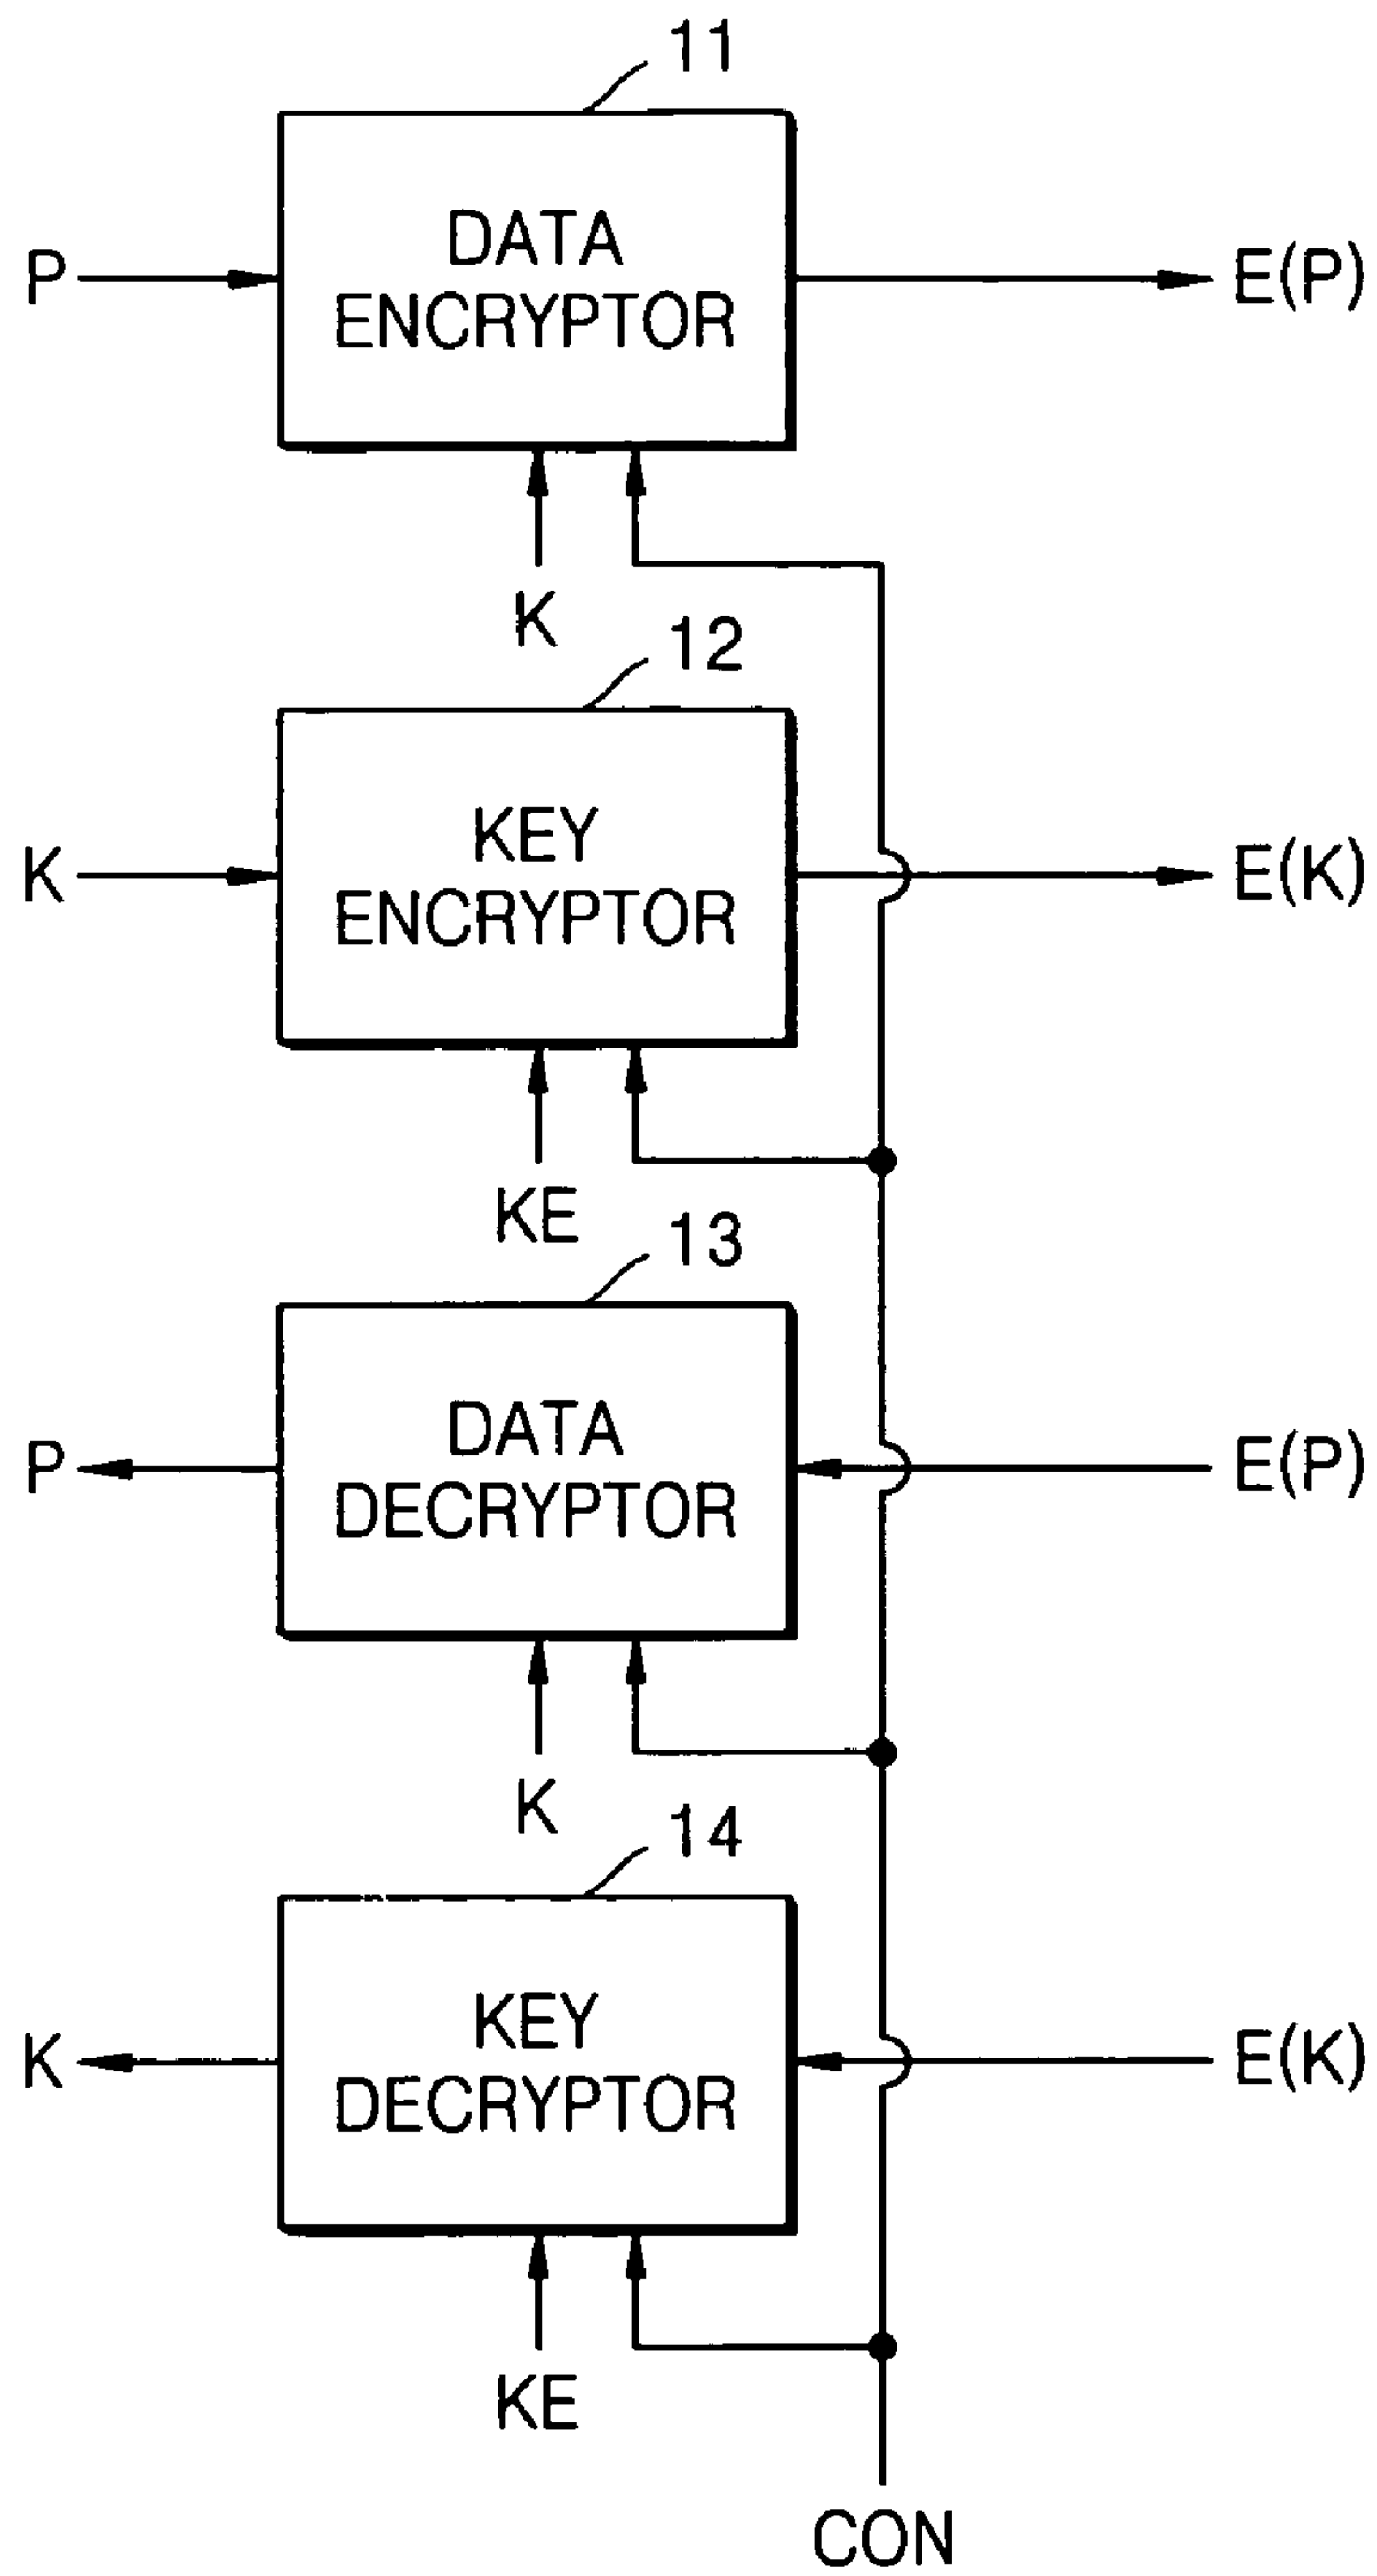 11
DATA
ENCRYPTOR
P
E(P)
K
12
KEY
ENCRYPTOR
K
E(K)
KE
13
DATA
DECRYPTOR
P
E(P)
K
14
KEY
DECRYPTOR
K
E(K)
KE
CON